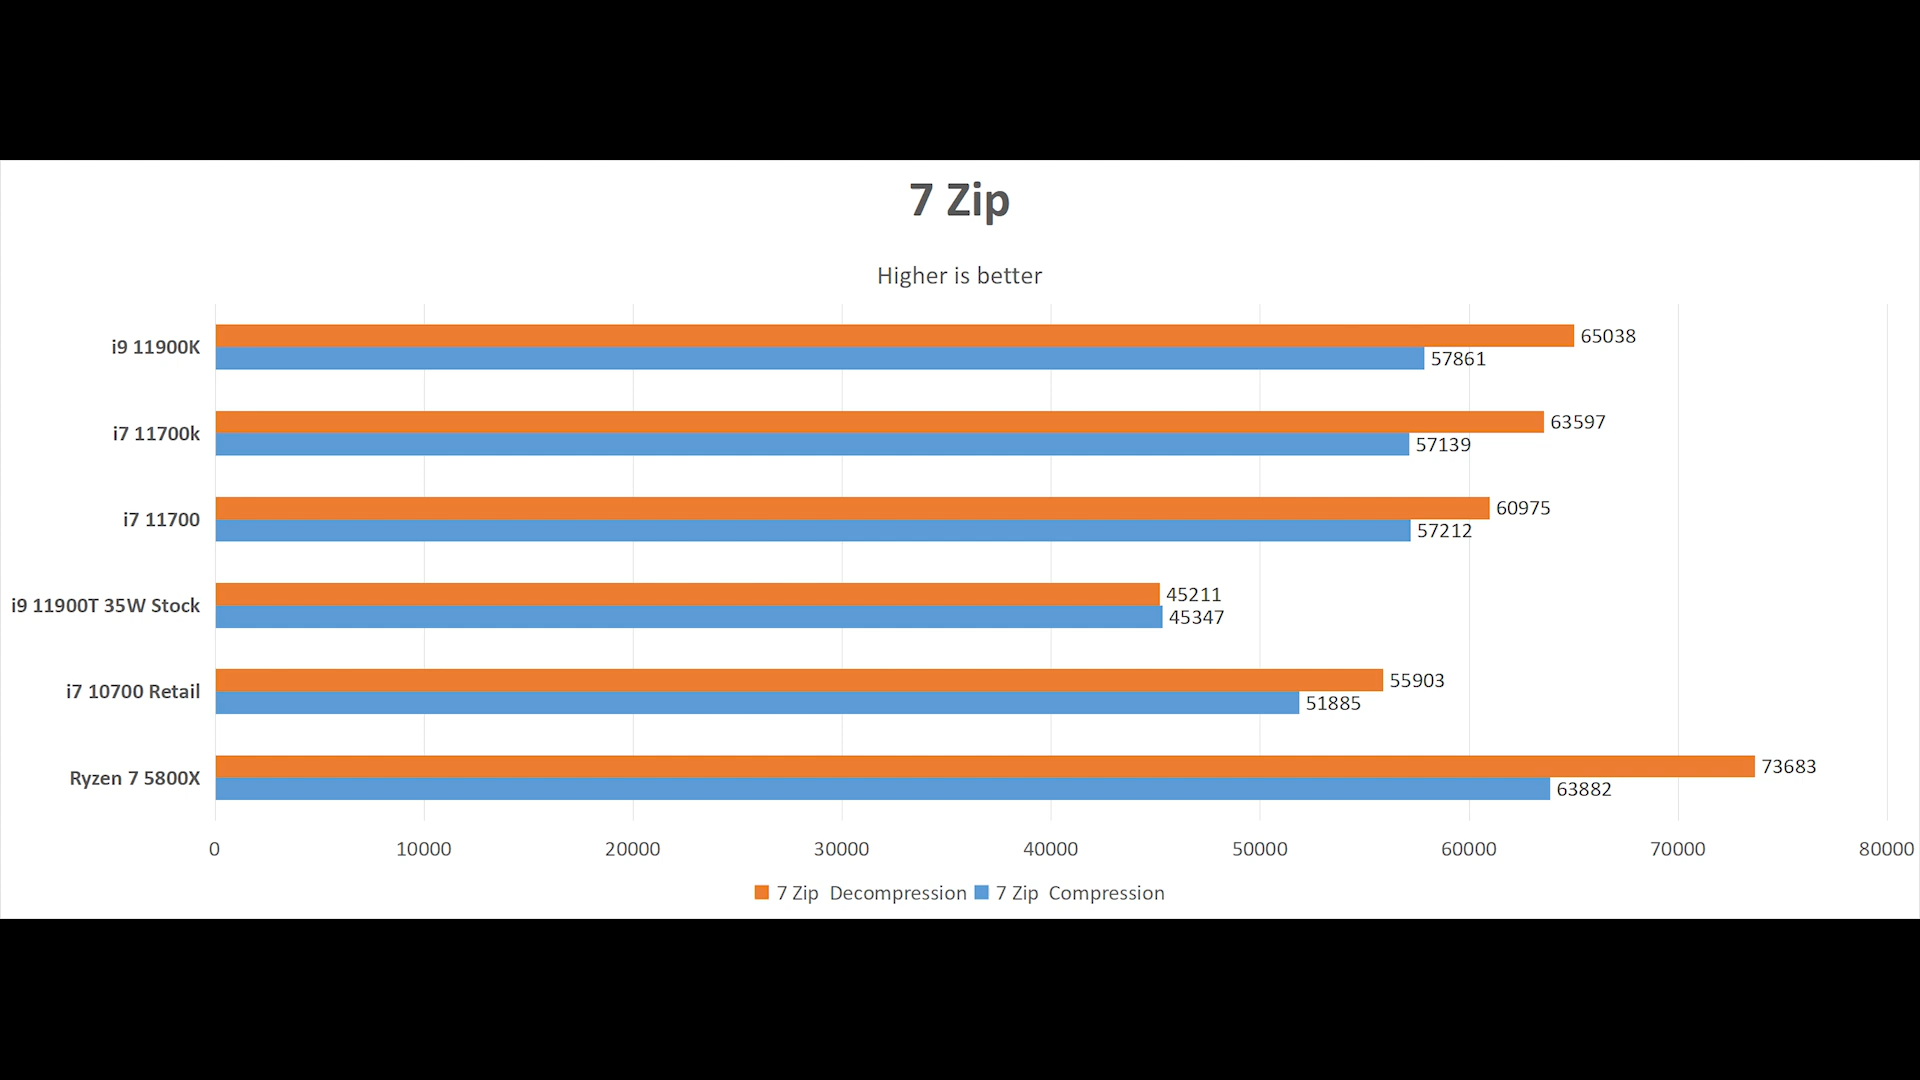 7 Zip
Higher is better
i9 11900K
65038
57861
i7 11700k
63597
57139
i7 11700
60975
57212
i9 11900T 35W Stock
45211
45347
i7 10700 Retail
55903
51885
Ryzen 7 5800X
73683
63882
0 10000 20000 30000 40000 50000 60000 70000 80000
7 Zip Decompression 7 Zip Compression